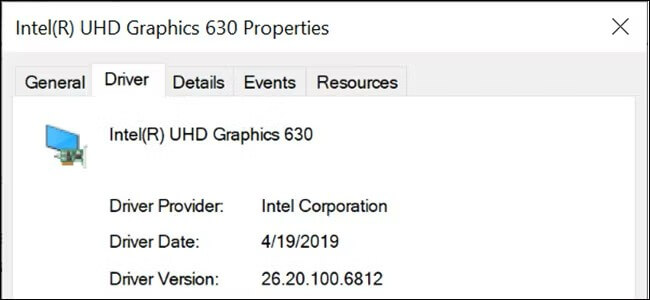 Intel(R) UHD Graphics 630 Properties
General Driver Details Events Resources
Intel(R) UHD Graphics 630
Driver Provider: Intel Corporation
Driver Date: 4/19/2019
Driver Version: 26.20.100.6812